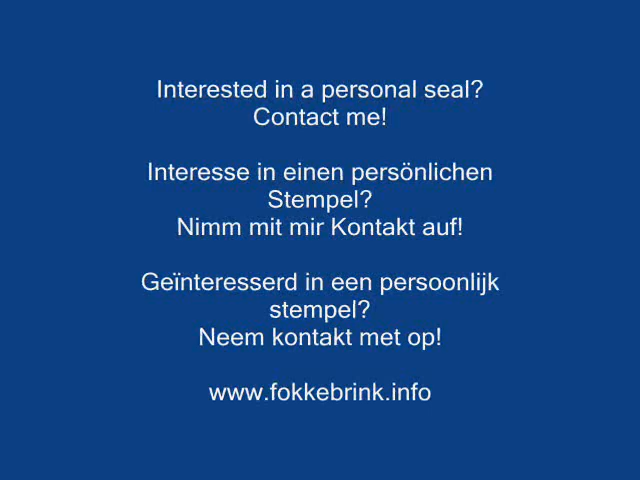 Interested in a personal seal?
Contact me!
Interesse in einen persönlichen
Stempel?
Nimm mit mir Kontakt auf!
Geïnteresserd in een persoonlijk
stempel?
Neem kontakt met op!
www.fokkebrink.info